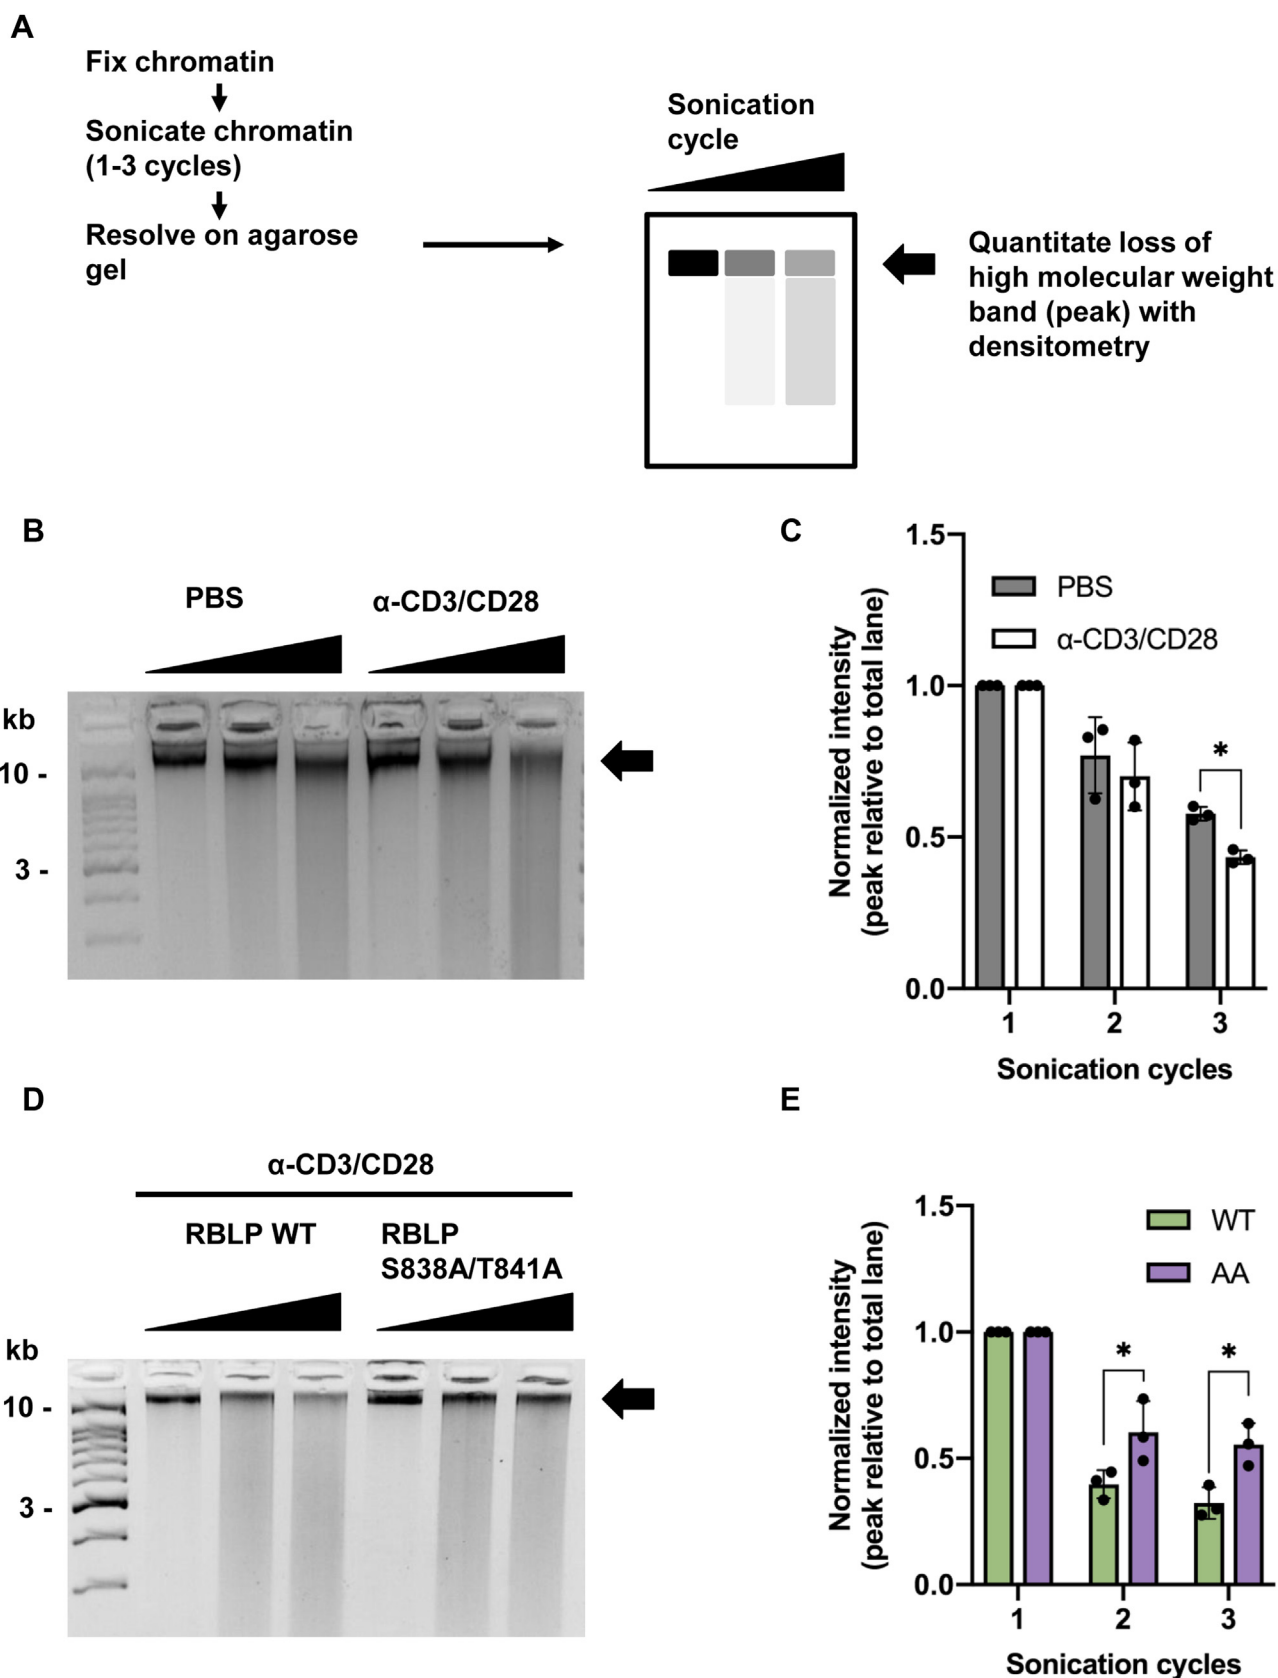 A
Fix chromatin
Sonicate chromatin
(1-3 cycles)
Resolve on agarose
gel
Sonication
cycle
Quantitate loss of
high molecular weight
band (peak) with
densitometry
B
PBS
α-CD3/CD28
kb
10 -
3 -
C
Normalized intensity
(peak relative to total lane)
1.5
1.0
0.5
0.0
PBS
α-CD3/CD28
*
1 2 3
Sonication cycles
D
α-CD3/CD28
RBLP WT
RBLP
S838A/T841A
kb
10 -
3 -
E
Normalized intensity
(peak relative to total lane)
1.5
1.0
0.5
0.0
WT
AA
* *
1 2 3
Sonication cycles